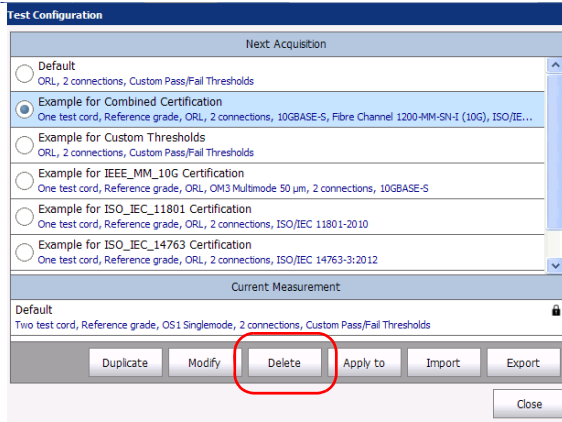 Test Configuration
Next Acquisition
Default
ORL, 2 connections, Custom Pass/Fail Thresholds
Example for Combined Certification
One test cord, Reference grade, ORL, 2 connections, 10GBASE-S, Fibre Channel 1200-MM-SN-I (10G), ISO/IE...
Example for Custom Thresholds
ORL, 2 connections, Custom Pass/Fail Thresholds
Example for IEEE_MM_10G Certification
One test cord, Reference grade, ORL, OM3 Multimode 50 µm, 2 connections, 10GBASE-S
Example for ISO_IEC_11801 Certification
One test cord, Reference grade, ORL, 2 connections, ISO/IEC 11801-2010
Example for ISO_IEC_14763 Certification
One test cord, Reference grade, ORL, 2 connections, ISO/IEC 14763-3:2012
Current Measurement
Default
Two test cord, Reference grade, OS1 Singlemode, 2 connections, Custom Pass/Fail Thresholds
Duplicate Modify Delete Apply to Import Export
Close